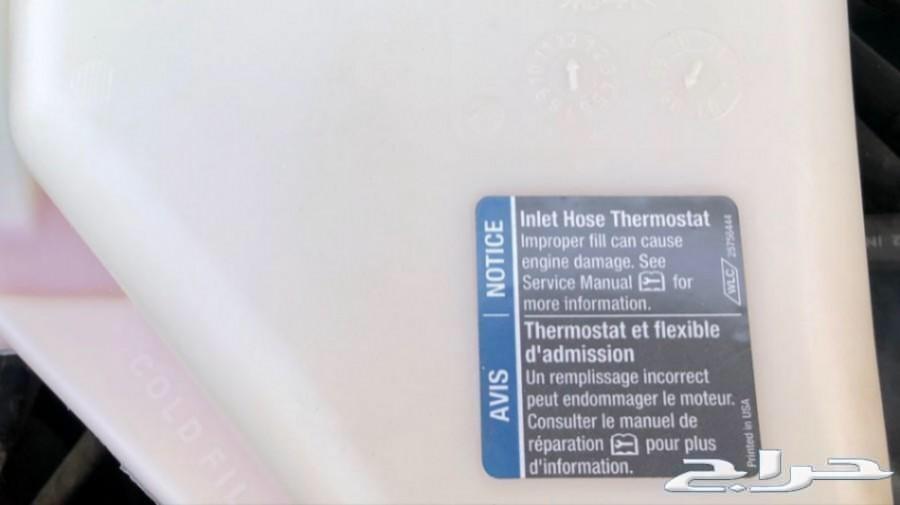 NOTICE
Inlet Hose Thermostat
Improper fill can cause
engine damage. See
Service Manual for
more information.
WLC 25750444
AVIS
Thermostat et flexible
d'admission
Un remplissage incorrect
peut endommager le moteur.
Consulter le manuel de
réparation pour plus
d'information.
Printed in USA
COLD FIL
حراج